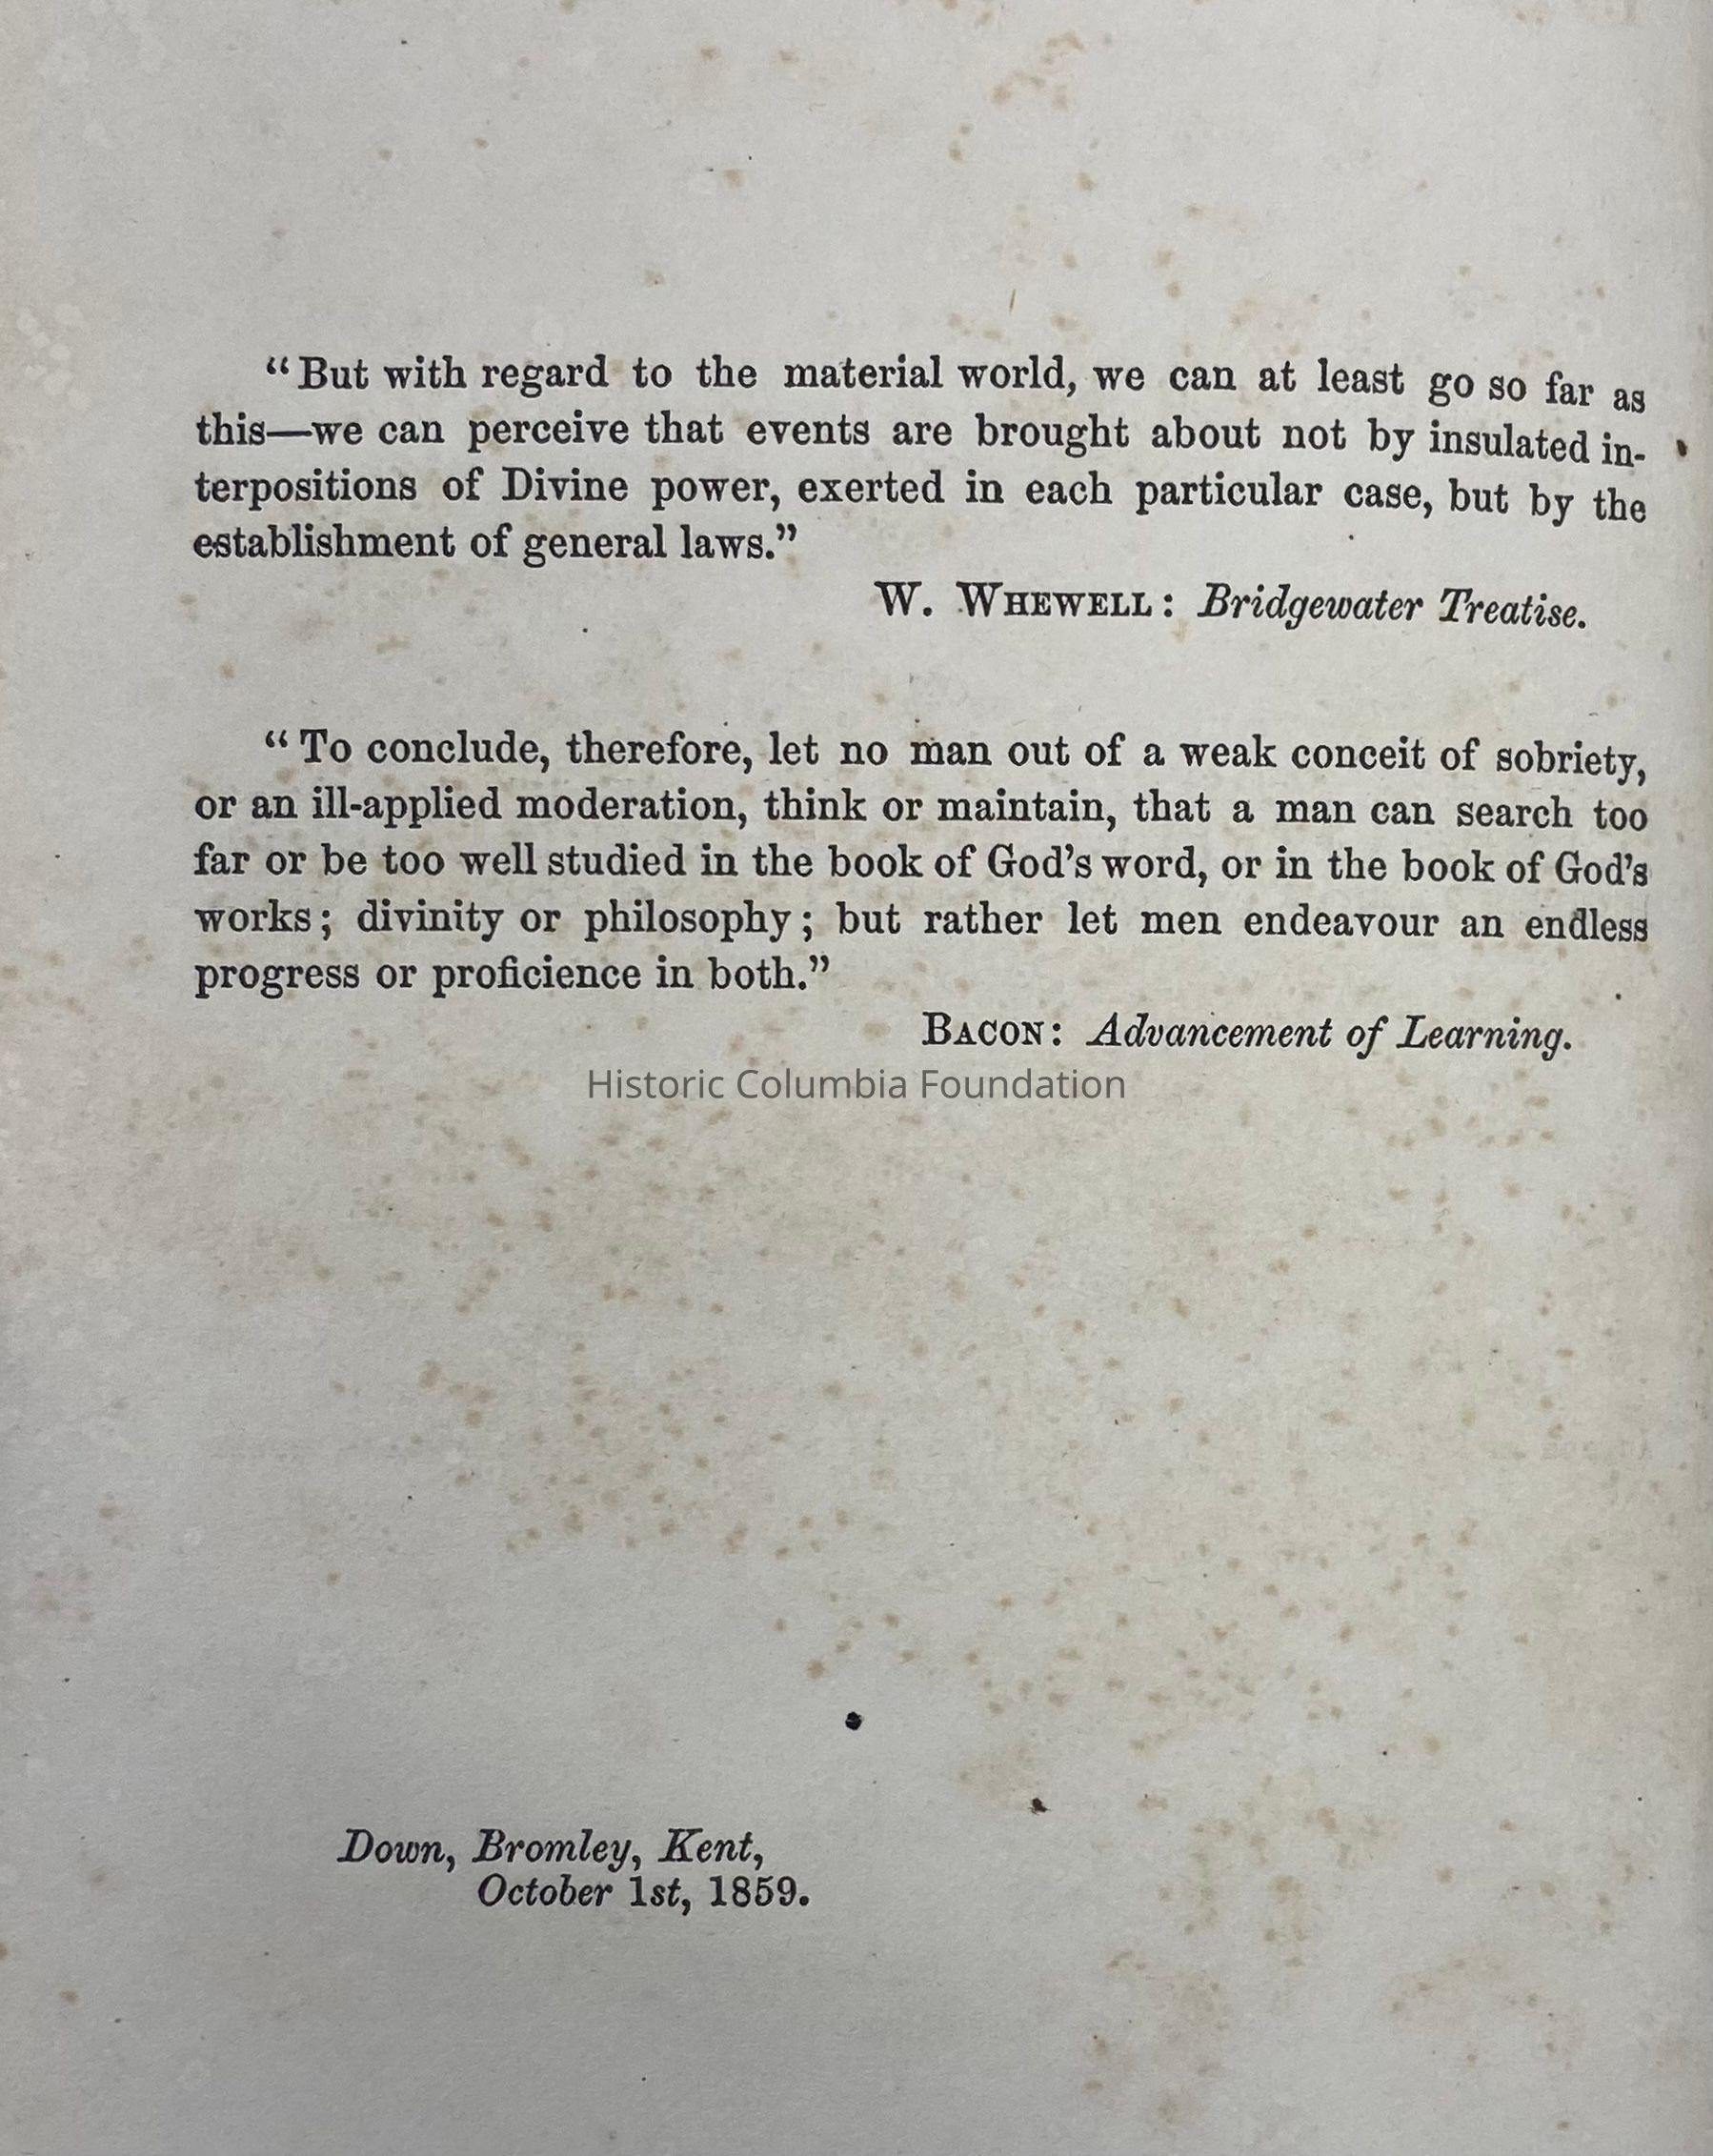 “But with regard to the material world, we can at least go so far as
this—we can perceive that events are brought about not by insulated in-
terpositions of Divine power, exerted in each particular case, but by the
establishment of general laws.”
W. WHEWELL: Bridgewater Treatise.
“To conclude, therefore, let no man out of a weak conceit of sobriety,
or an ill-applied moderation, think or maintain, that a man can search too
far or be too well studied in the book of God’s word, or in the book of God’s
works; divinity or philosophy; but rather let men endeavour an endless
progress or proficience in both.”
BACON: Advancement of Learning.
Historic Columbia Foundation
Down, Bromley, Kent,
October 1st, 1859.